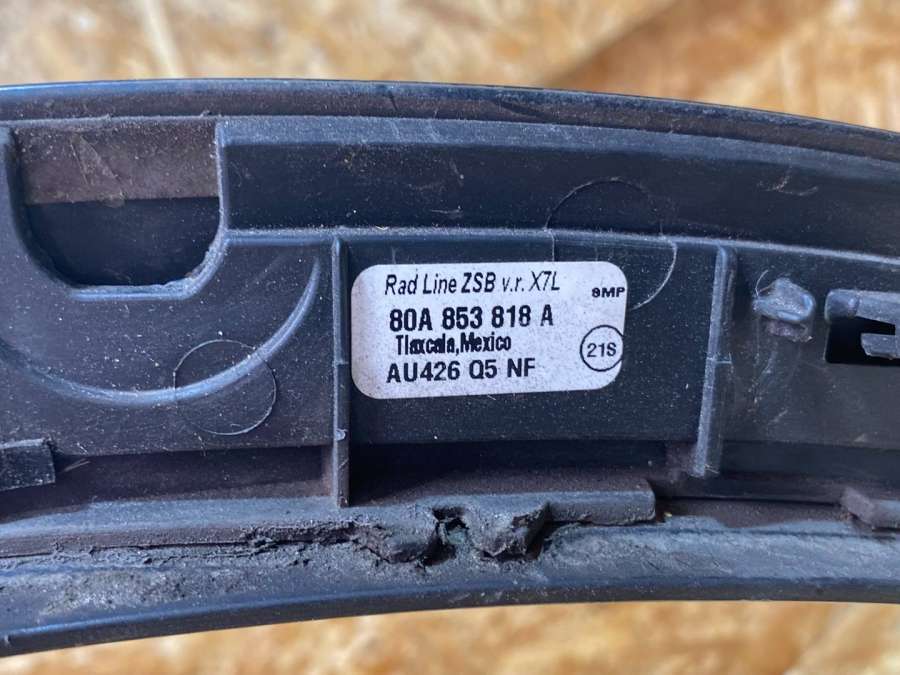 Rad Line ZSB v.r. X7L
SMP
80A 853 818 A
Tlaxcala,Mexico
21S
AU426 Q5 NF